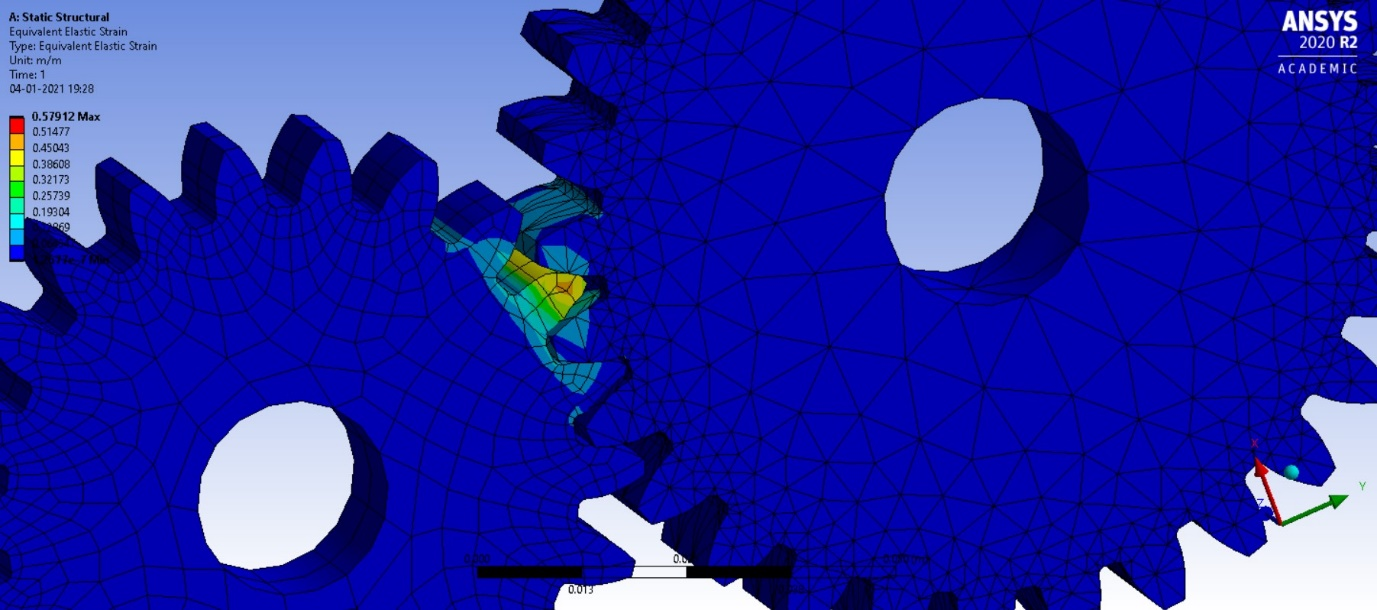 A: Static Structural
Equivalent Elastic Strain
Type: Equivalent Elastic Strain
Unit: m/m
Time: 1
04-01-2021 19:28
0.57912 Max
0.51477
0.45043
0.38608
0.32173
0.25739
0.19304
ANSYS
2020 R2
ACADEMIC
X
Y
Z
0.000
0.013